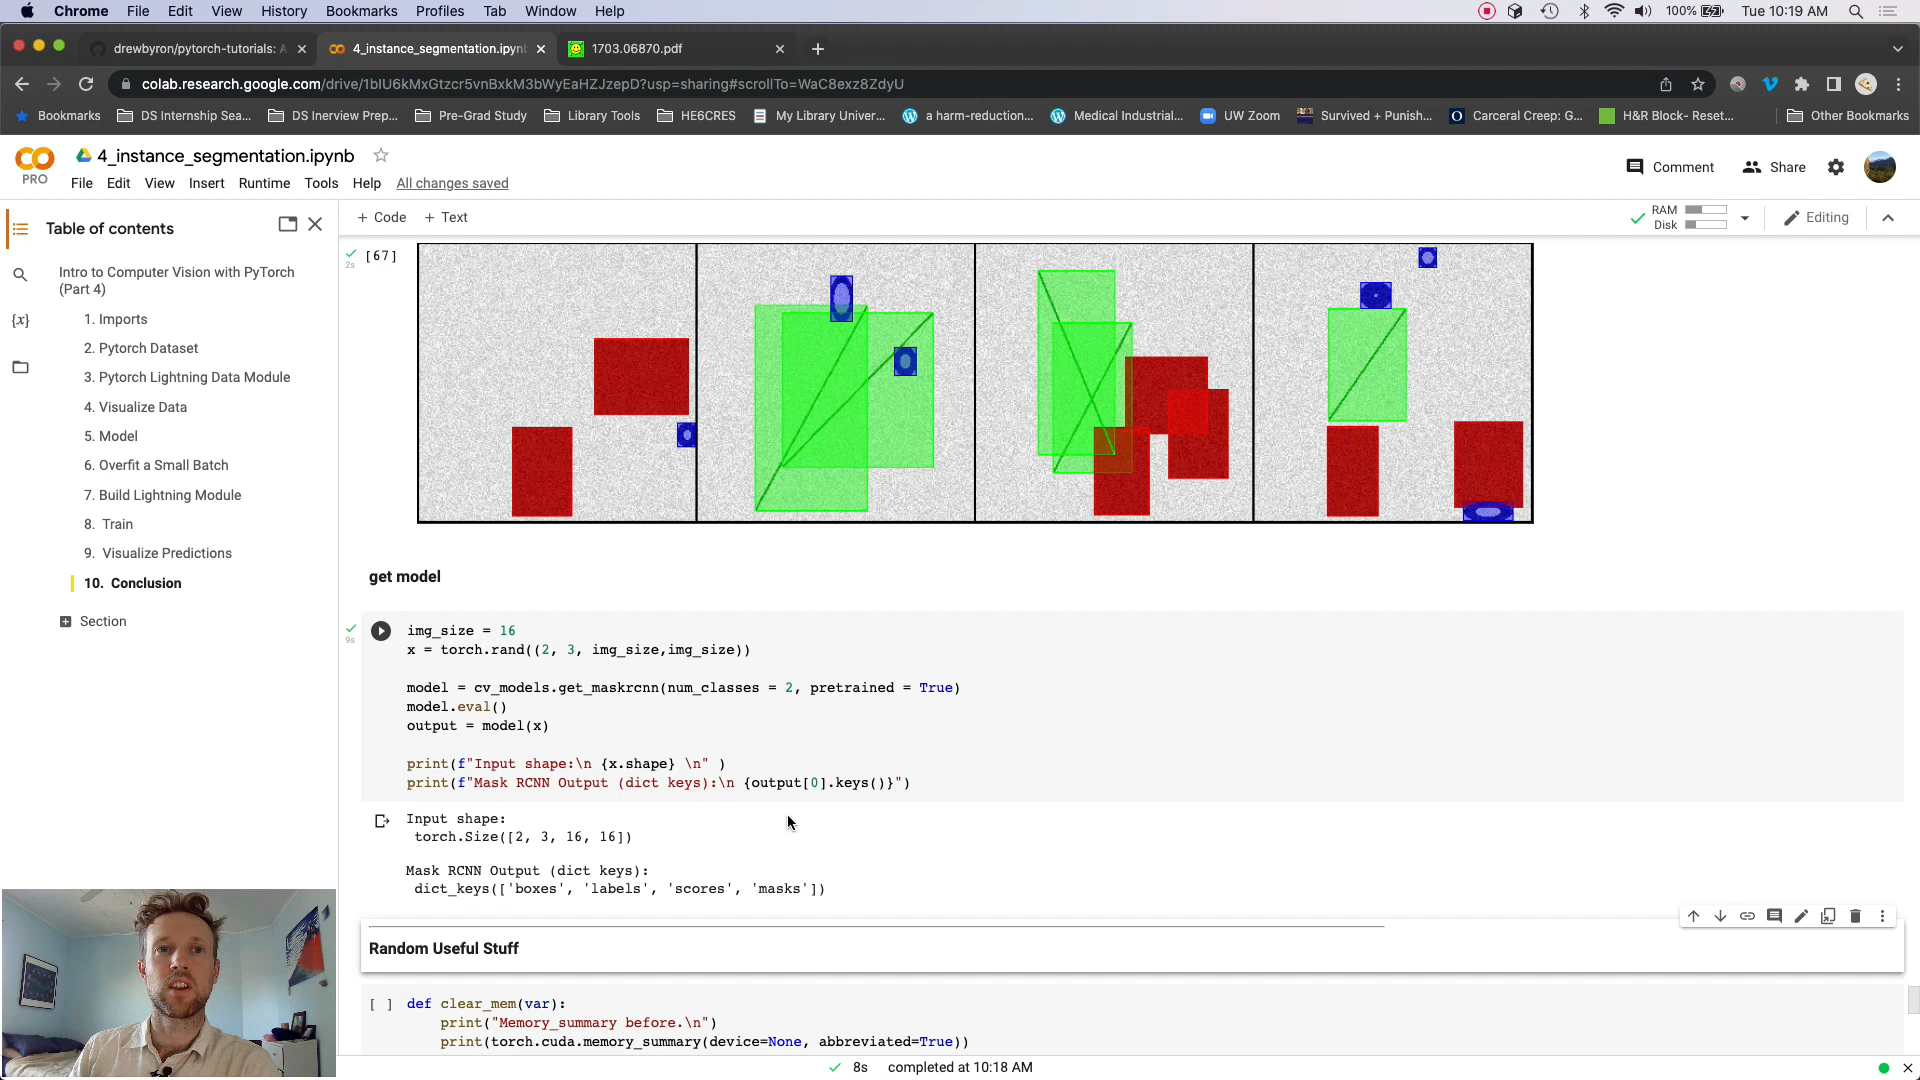 Chrome File Edit View History Bookmarks Profiles Tab Window Help 100% Tue 10:19 AM
drewbyron/pytorch-tutorials: A 4_instance_segmentation.ipyn 1703.06870.pdf
colab.research.google.com/drive/1bIU6kMxGtzcr5vnBxkM3bWyEaHZJzepD?usp=sharing#scrollTo=WaC8exz8ZdyU
Bookmarks DS Internship Sea... DS Inerview Prep... Pre-Grad Study Library Tools HE6CRES My Library Univer... a harm-reduction... Medical Industrial... UW Zoom Survived + Punish... Carceral Creep: G... H&R Block- Reset... Other Bookmarks
PRO
4_instance_segmentation.ipynb
File Edit View Insert Runtime Tools Help All changes saved
Comment Share
Table of contents
+ Code + Text
RAM
Disk
Editing
Intro to Computer Vision with PyTorch
(Part 4)
1. Imports
2. Pytorch Dataset
3. Pytorch Lightning Data Module
4. Visualize Data
5. Model
6. Overfit a Small Batch
7. Build Lightning Module
8. Train
9. Visualize Predictions
10. Conclusion
Section
{x}
[67]
2s
get model
9s
img_size = 16
x = torch.rand((2, 3, img_size,img_size))
model = cv_models.get_maskrcnn(num_classes = 2, pretrained = True)
model.eval()
output = model(x)
print(f"Input shape:\n {x.shape} \n" )
print(f"Mask RCNN Output (dict keys):\n {output[0].keys()}")
Input shape:
torch.Size([2, 3, 16, 16])
Mask RCNN Output (dict keys):
dict_keys(['boxes', 'labels', 'scores', 'masks'])
Random Useful Stuff
[ ] def clear_mem(var):
print("Memory_summary before.\n")
print(torch.cuda.memory_summary(device=None, abbreviated=True))
8s completed at 10:18 AM